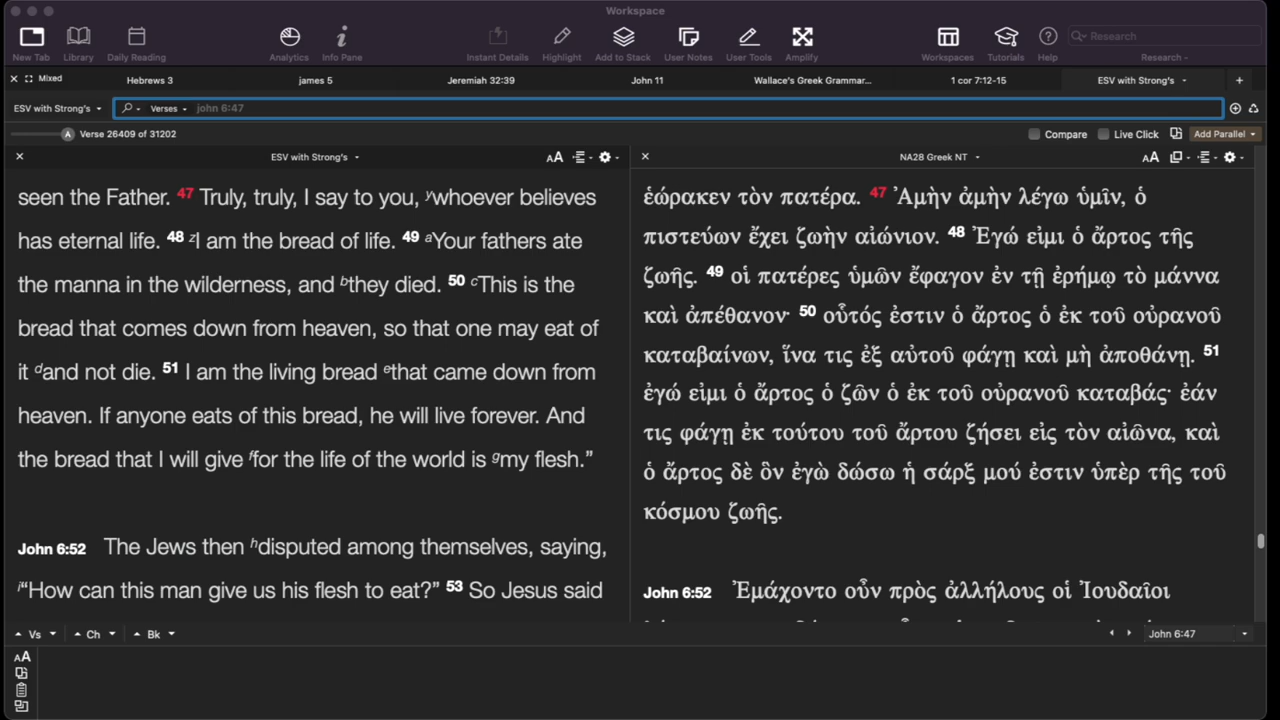 Workspace
New Tab Library Daily Reading Analytics Info Pane Instant Details Highlight Add to Stack User Notes User Tools Amplify Workspaces Tutorials Help Research
Research
Mixed Hebrews 3 james 5 Jeremiah 32:39 John 11 Wallace's Greek Grammar... 1 cor 7:12-15 ESV with Strong's
ESV with Strong's Verses john 6:47
A Verse 26409 of 31202 Compare Live Click Add Parallel
ESV with Strong's
seen the Father. 47 Truly, truly, I say to you, ywhoever believes
has eternal life. 48 zI am the bread of life. 49 aYour fathers ate
the manna in the wilderness, and bthey died. 50 cThis is the
bread that comes down from heaven, so that one may eat of
it dand not die. 51 I am the living bread ethat came down from
heaven. If anyone eats of this bread, he will live forever. And
the bread that I will give ffor the life of the world is gmy flesh.”
John 6:52 The Jews then hdisputed among themselves, saying,
i“How can this man give us his flesh to eat?” 53 So Jesus said
NA28 Greek NT
ἑώρακεν τὸν πατέρα. 47 Ἀμὴν ἀμὴν λέγω ὑμῖν, ὁ
πιστεύων ἔχει ζωὴν αἰώνιον. 48 Ἐγώ εἰμι ὁ ἄρτος τῆς
ζωῆς. 49 οἱ πατέρες ὑμῶν ἔφαγον ἐν τῇ ἐρήμῳ τὸ μάννα
καὶ ἀπέθανον· 50 οὗτός ἐστιν ὁ ἄρτος ὁ ἐκ τοῦ οὐρανοῦ
καταβαίνων, ἵνα τις ἐξ αὐτοῦ φάγῃ καὶ μὴ ἀποθάνῃ. 51
ἐγώ εἰμι ὁ ἄρτος ὁ ζῶν ὁ ἐκ τοῦ οὐρανοῦ καταβάς· ἐάν
τις φάγῃ ἐκ τούτου τοῦ ἄρτου ζήσει εἰς τὸν αἰῶνα, καὶ
ὁ ἄρτος δὲ ὃν ἐγὼ δώσω ἡ σάρξ μού ἐστιν ὑπὲρ τῆς τοῦ
κόσμου ζωῆς.
John 6:52 Ἐμάχοντο οὖν πρὸς ἀλλήλους οἱ Ἰουδαῖοι
Vs Ch Bk John 6:47